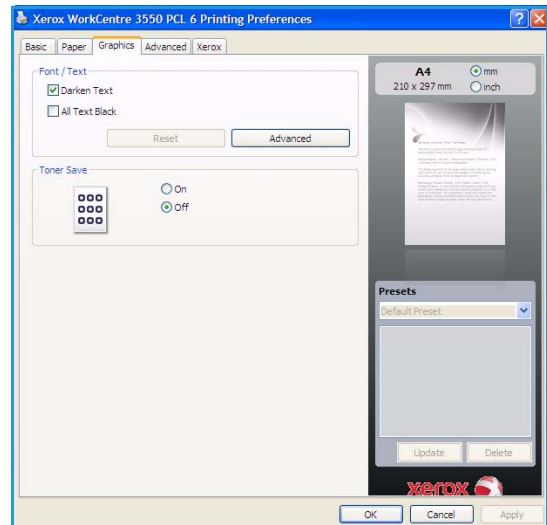 Xerox WorkCentre 3550 PCL 6 Printing Preferences
Basic Paper Graphics Advanced Xerox
Font / Text
Darken Text
All Text Black
Reset Advanced
Toner Save
On
Off
A4
210 x 297 mm
mm
inch
Presets
Default Preset
Update Delete
xerox
OK Cancel Apply